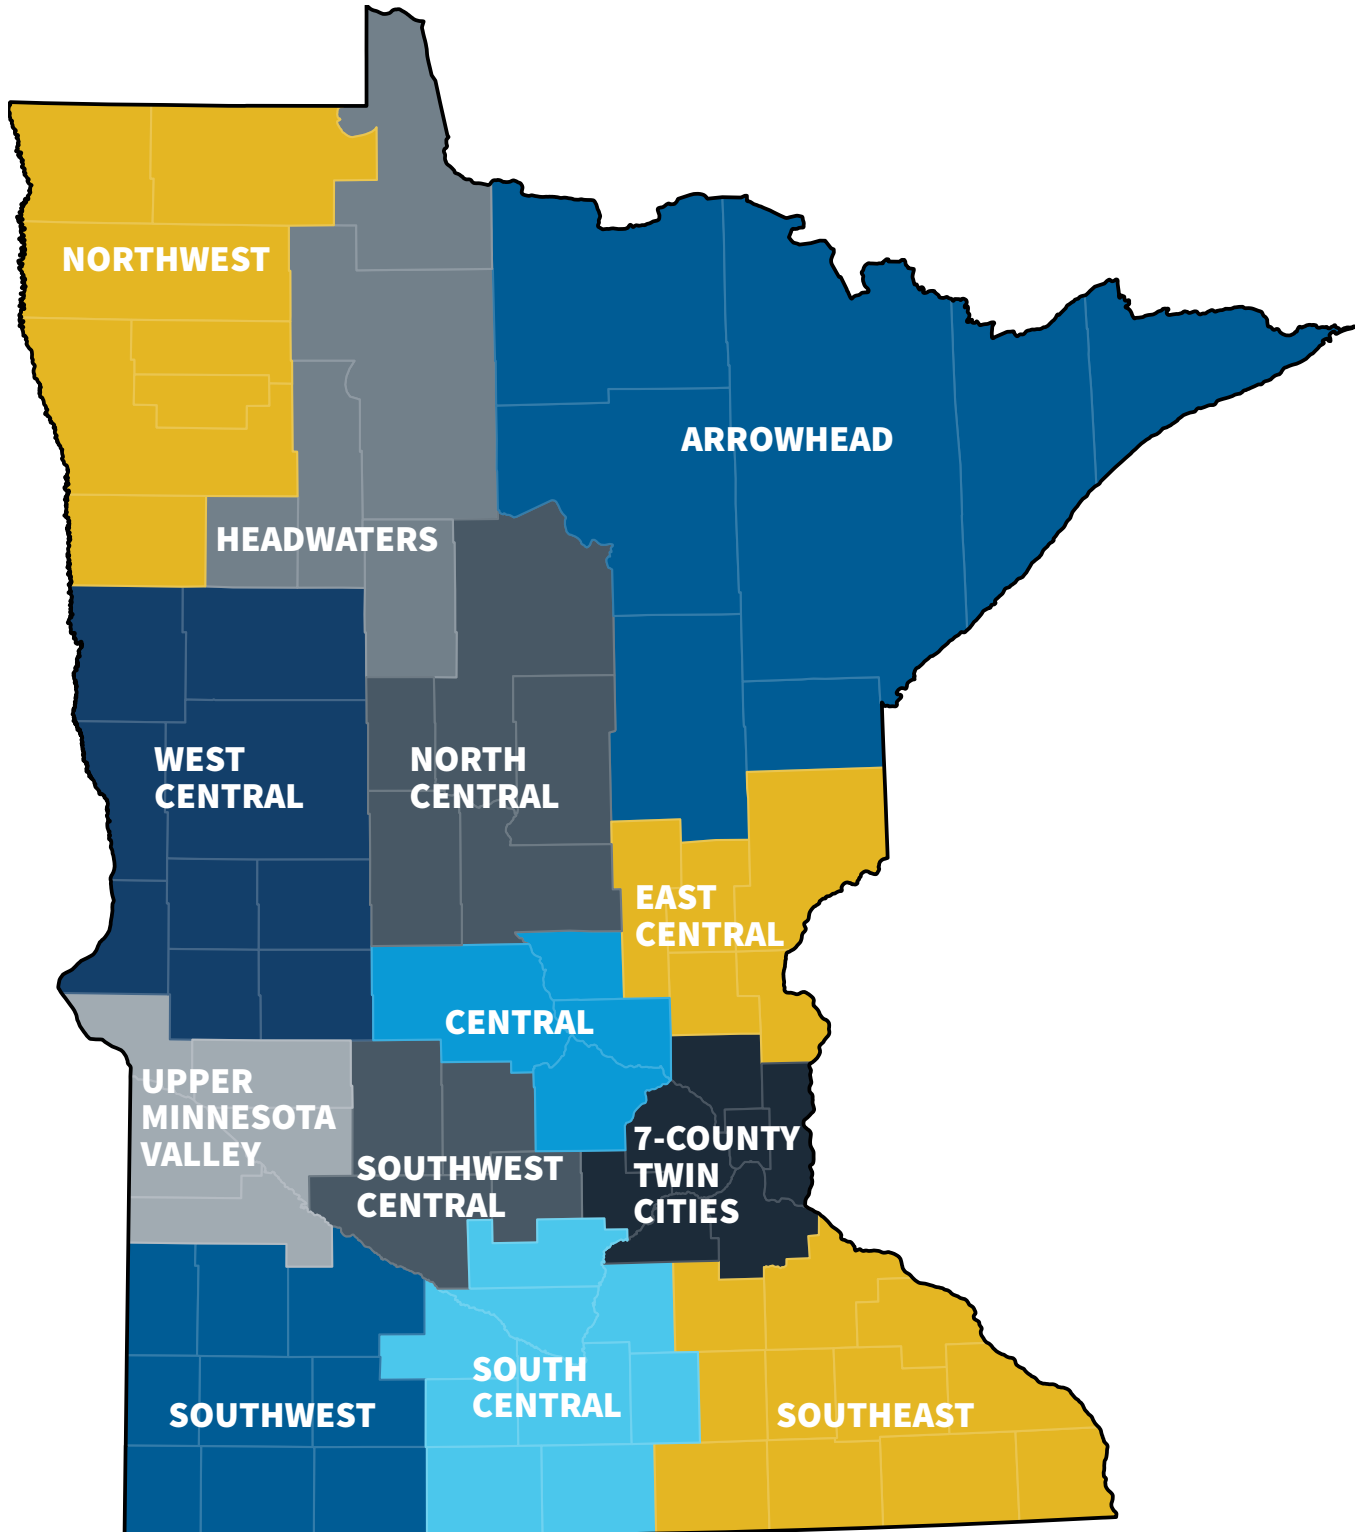 NORTHWEST
ARROWHEAD
HEADWATERS
WEST
CENTRAL
NORTH
CENTRAL
EAST
CENTRAL
CENTRAL
UPPER
MINNESOTA
VALLEY
SOUTHWEST
CENTRAL
7-COUNTY
TWIN
CITIES
SOUTH
CENTRAL
SOUTHWEST
SOUTHEAST